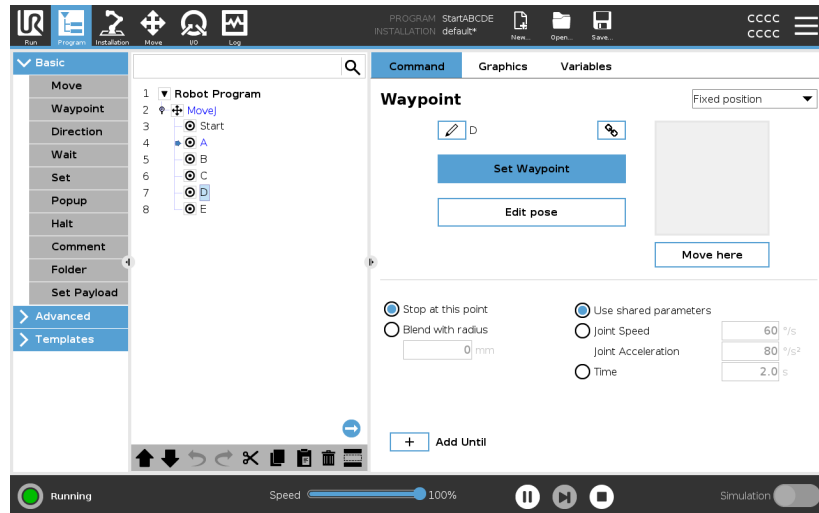 PROGRAM StartABCDE
INSTALLATION default*
CCCC
CCCC
UR
Run
Program
Installation
Move
I/O
Log
New...
Open...
Save...
Basic
Move
Waypoint
Direction
Wait
Set
Popup
Halt
Comment
Folder
Set Payload
Advanced
Templates
1 Robot Program
2 MoveJ
3 Start
4 A
5 B
6 C
7 D
8 E
Command Graphics Variables
Waypoint
Fixed position
D
Set Waypoint
Edit pose
Move here
Stop at this point
Blend with radius
0 mm
Use shared parameters
Joint Speed 60 °/s
Joint Acceleration 80 °/s²
Time 2.0 s
+ Add Until
Running
Speed 100%
Simulation